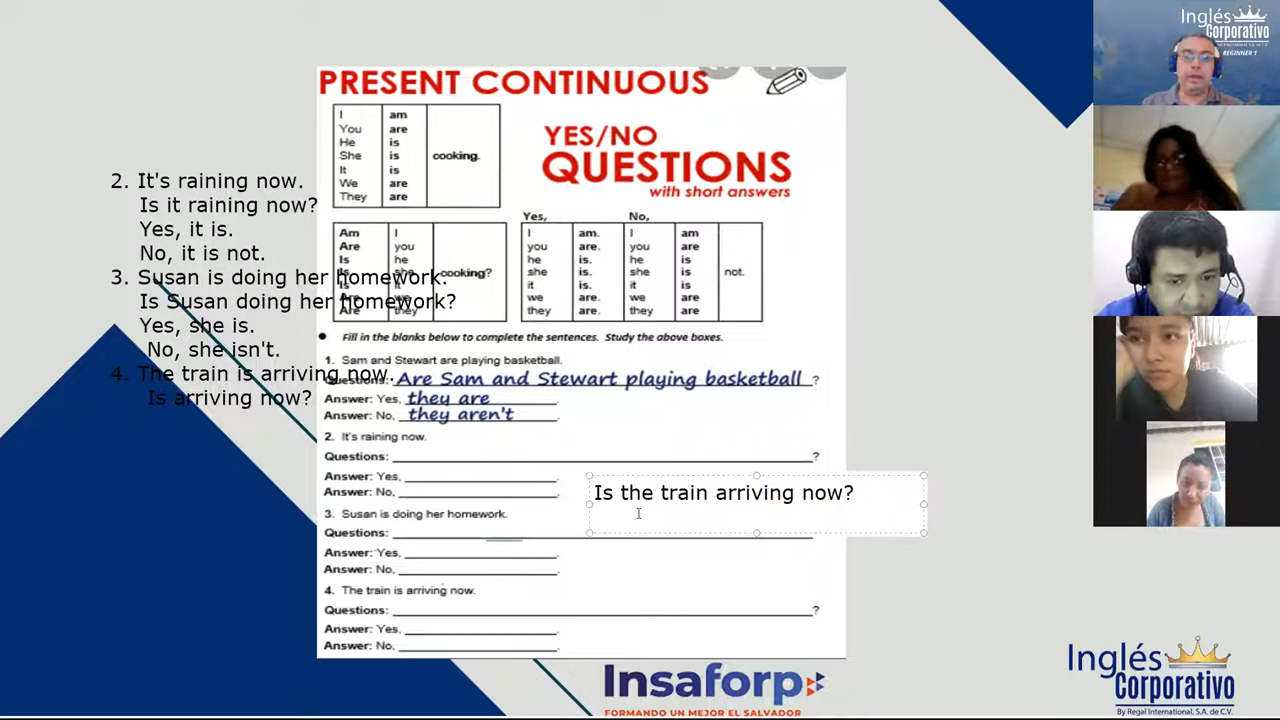 PRESENT CONTINUOUS
I am
You are
He is
She is cooking.
It is
We are
They are
YES/NO
QUESTIONS
with short answers
Yes, No,
Am I
Are you
Is he
Is she cooking?
Is it
Are we
Are they
I am. I am
you are. you are
he is. he is
she is. she is not.
it is. it is
we are. we are
they are. they are
Fill in the blanks below to complete the sentences. Study the above boxes.
1. Sam and Stewart are playing basketball.
Questions: Are Sam and Stewart playing basketball ?
Answer: Yes, they are .
Answer: No, they aren't .
2. It's raining now.
Questions: ?
Answer: Yes, .
Answer: No, .
3. Susan is doing her homework.
Questions:
Answer: Yes, .
Answer: No, .
4. The train is arriving now.
Questions: ?
Answer: Yes, .
Answer: No, .
2. It's raining now.
Is it raining now?
Yes, it is.
No, it is not.
3. Susan is doing her homework.
Is Susan doing her homework?
Yes, she is.
No, she isn't.
4. The train is arriving now.
Is arriving now?
Is the train arriving now?
Inglés
Corporativo
BEGINNER 1
Insaforp
FORMANDO UN MEJOR EL SALVADOR
Inglés
Corporativo
By Regal International, S.A. de C.V.